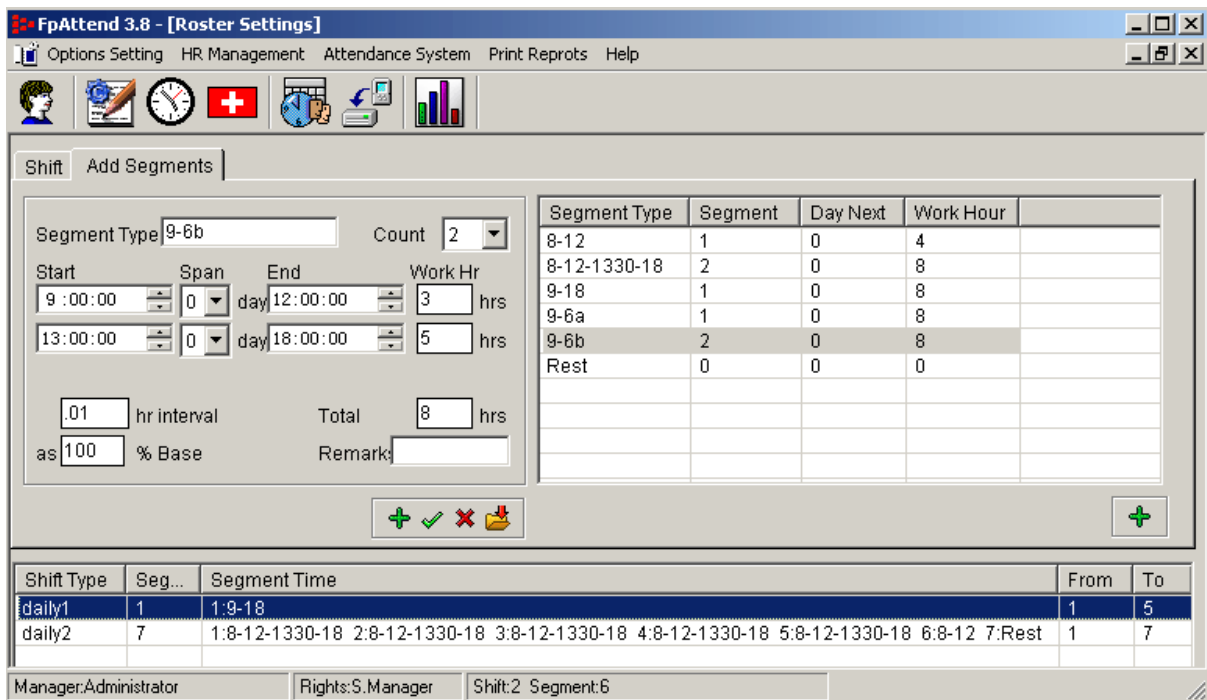 FpAttend 3.8 - [Roster Settings]
Options Setting HR Management Attendance System Print Reprots Help
Shift Add Segments
Segment Type 9-6b Count 2
Start Span End Work Hr
9 :00:00 0 day 12:00:00 3 hrs
13:00:00 0 day 18:00:00 5 hrs
.01 hr interval Total 8 hrs
as 100 % Base Remark:
Segment Type Segment Day Next Work Hour
8-12 1 0 4
8-12-1330-18 2 0 8
9-18 1 0 8
9-6a 1 0 8
9-6b 2 0 8
Rest 0 0 0
Shift Type Seg... Segment Time From To
daily1 1 1:9-18 1 5
daily2 7 1:8-12-1330-18 2:8-12-1330-18 3:8-12-1330-18 4:8-12-1330-18 5:8-12-1330-18 6:8-12 7:Rest 1 7
Manager:Administrator Rights:S.Manager Shift:2 Segment:6